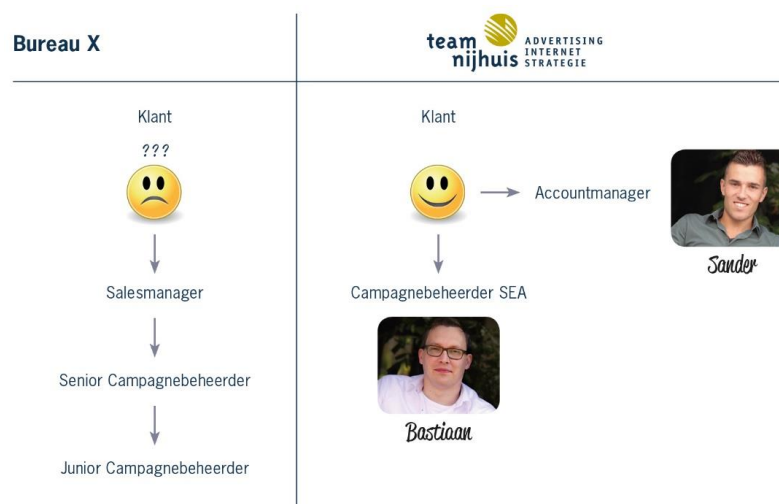 Bureau X
team
nijhuis
ADVERTISING
INTERNET
STRATEGIE
Klant
???
Salesmanager
Senior Campagnebeheerder
Junior Campagnebeheerder
Klant
Accountmanager
Sander
Campagnebeheerder SEA
Bastiaan